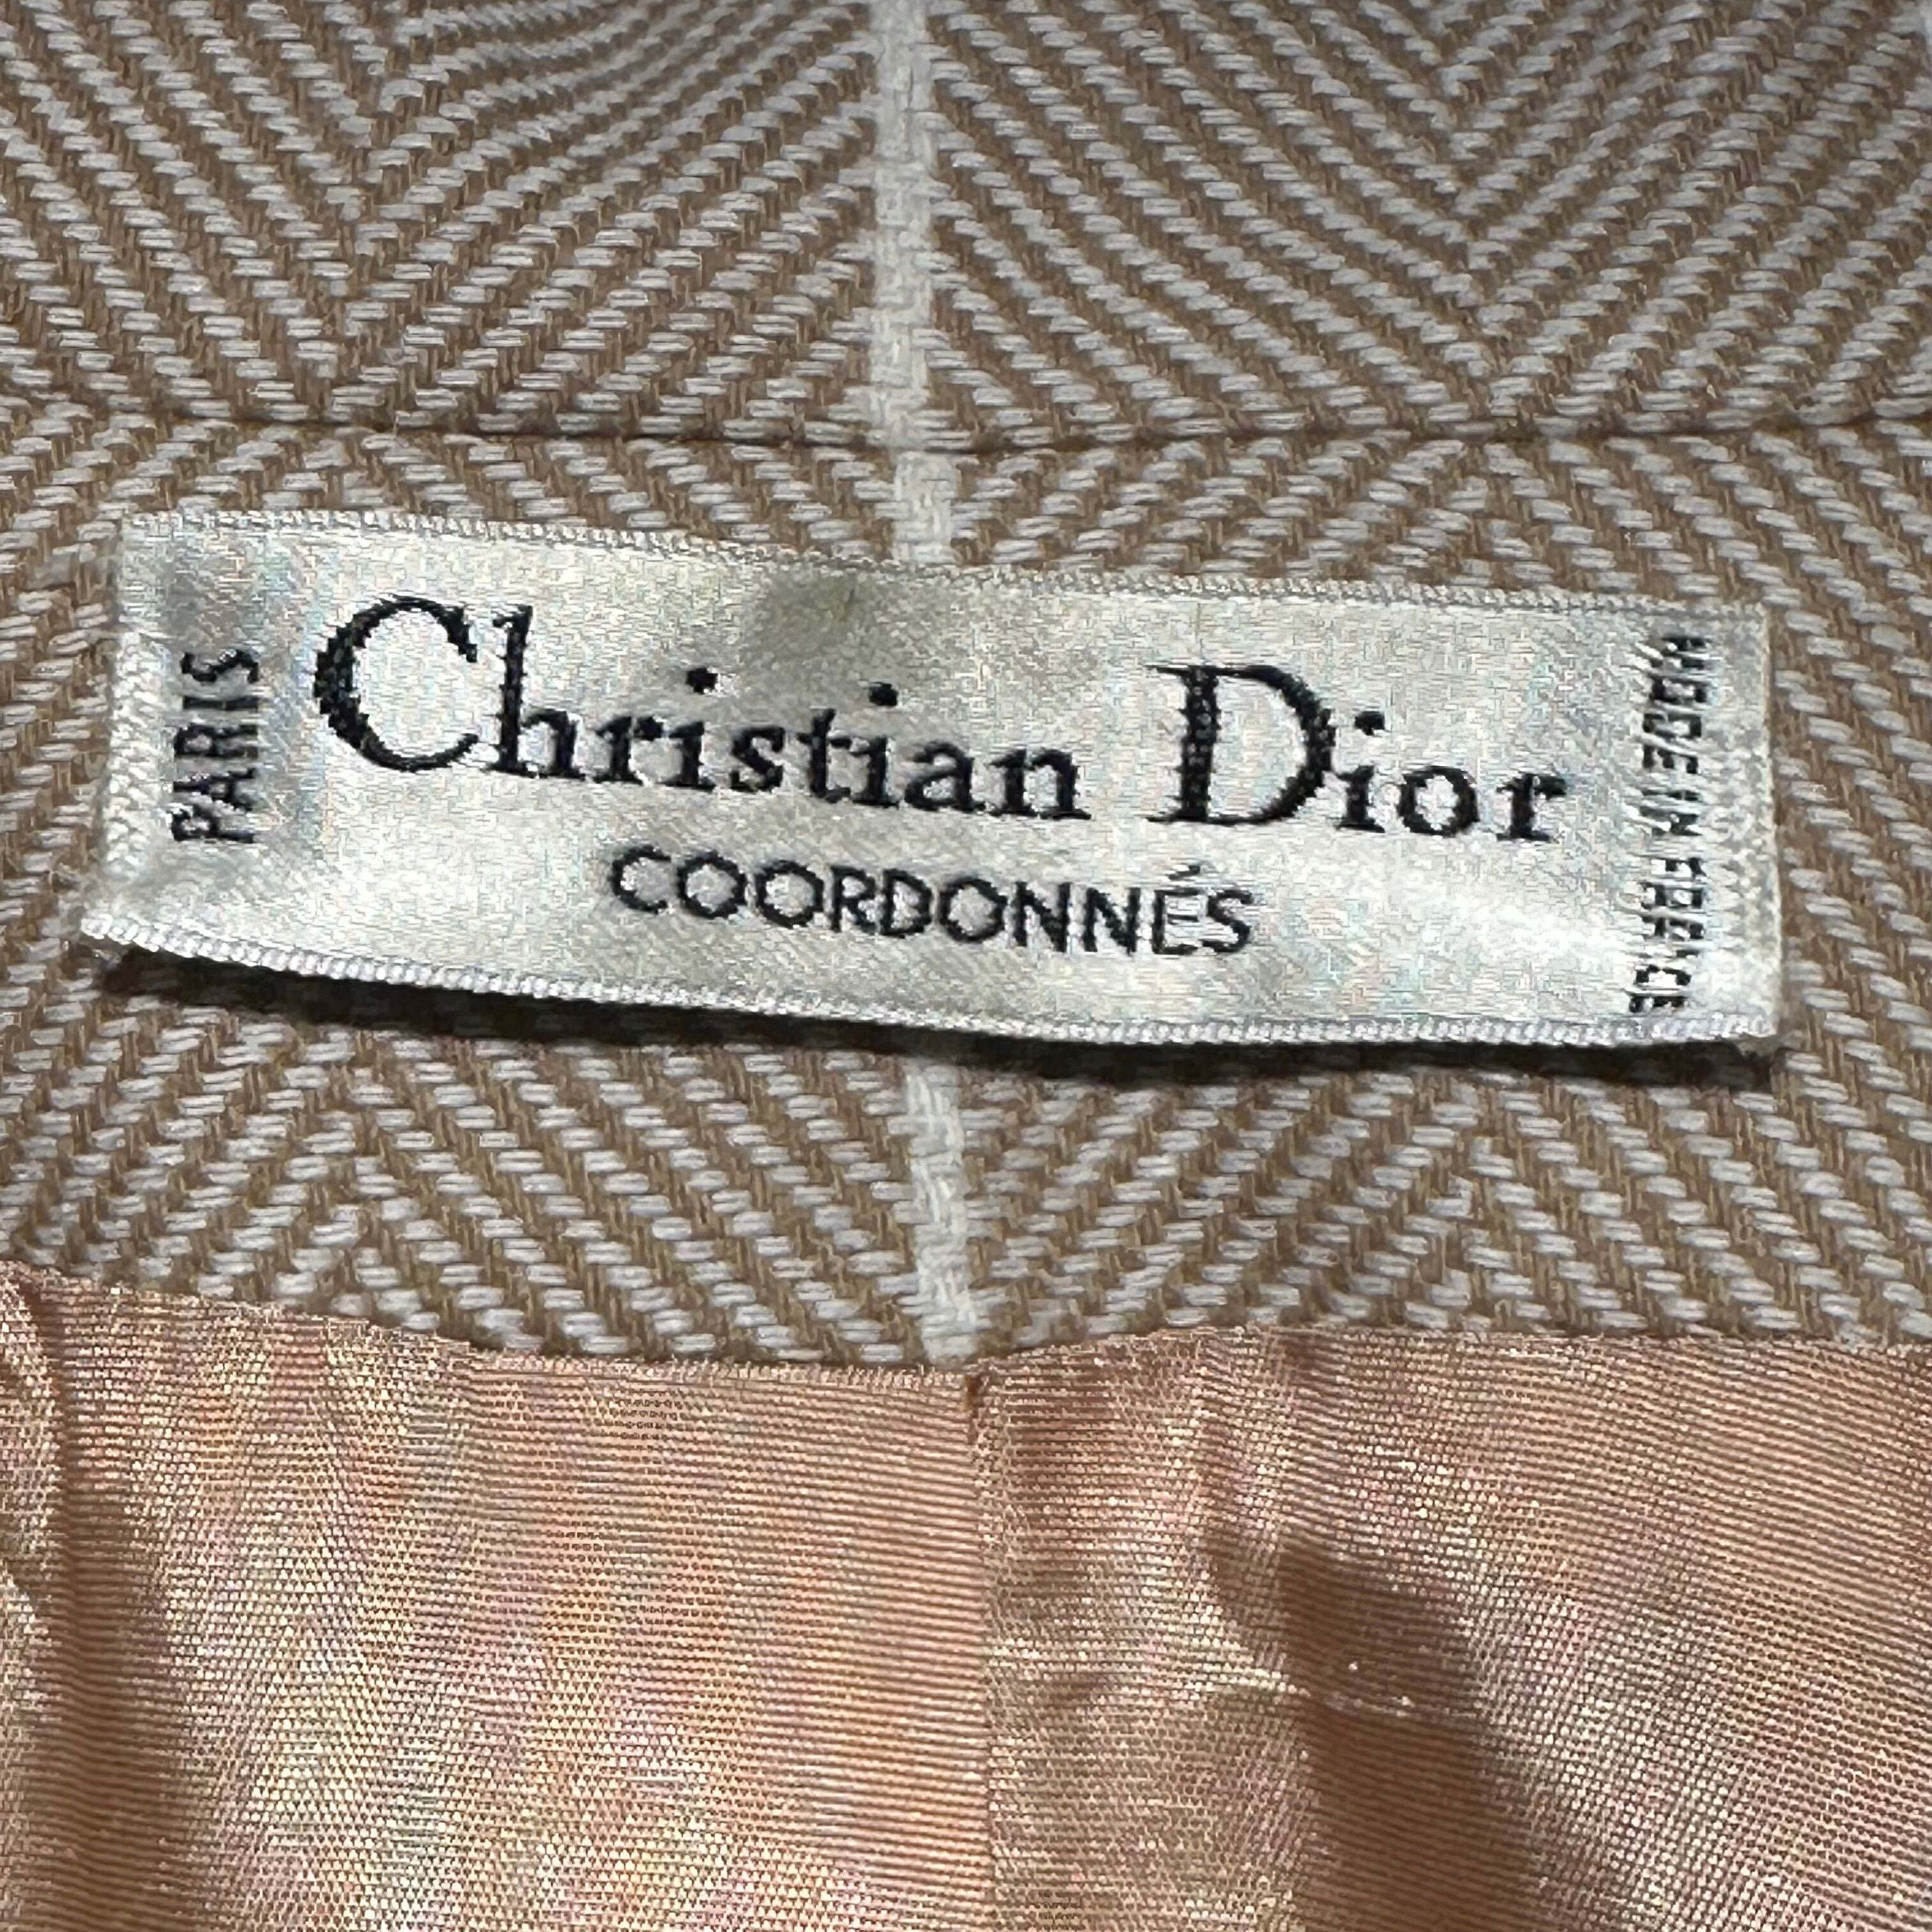 PARIS
Christian Dior
COORDONNÉS
MADE IN FRANCE